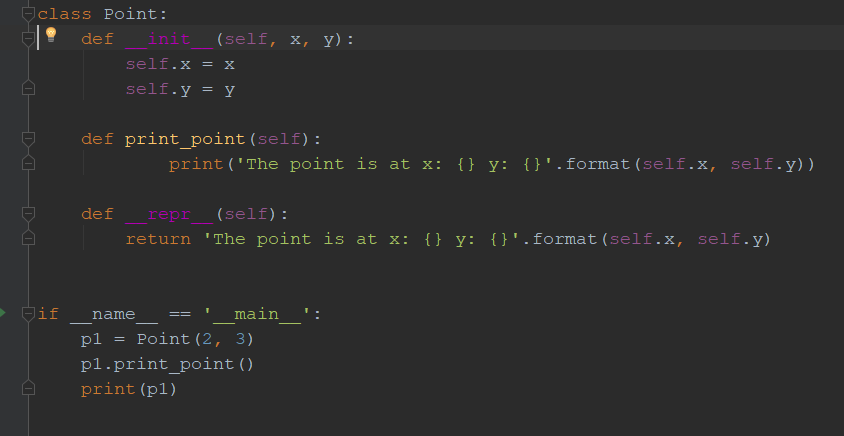 class Point:
    def __init__(self, x, y):
        self.x = x
        self.y = y

    def print_point(self):
            print('The point is at x: {} y: {}'.format(self.x, self.y))

    def __repr__(self):
        return 'The point is at x: {} y: {}'.format(self.x, self.y)


if __name__ == '__main__':
    p1 = Point(2, 3)
    p1.print_point()
    print(p1)